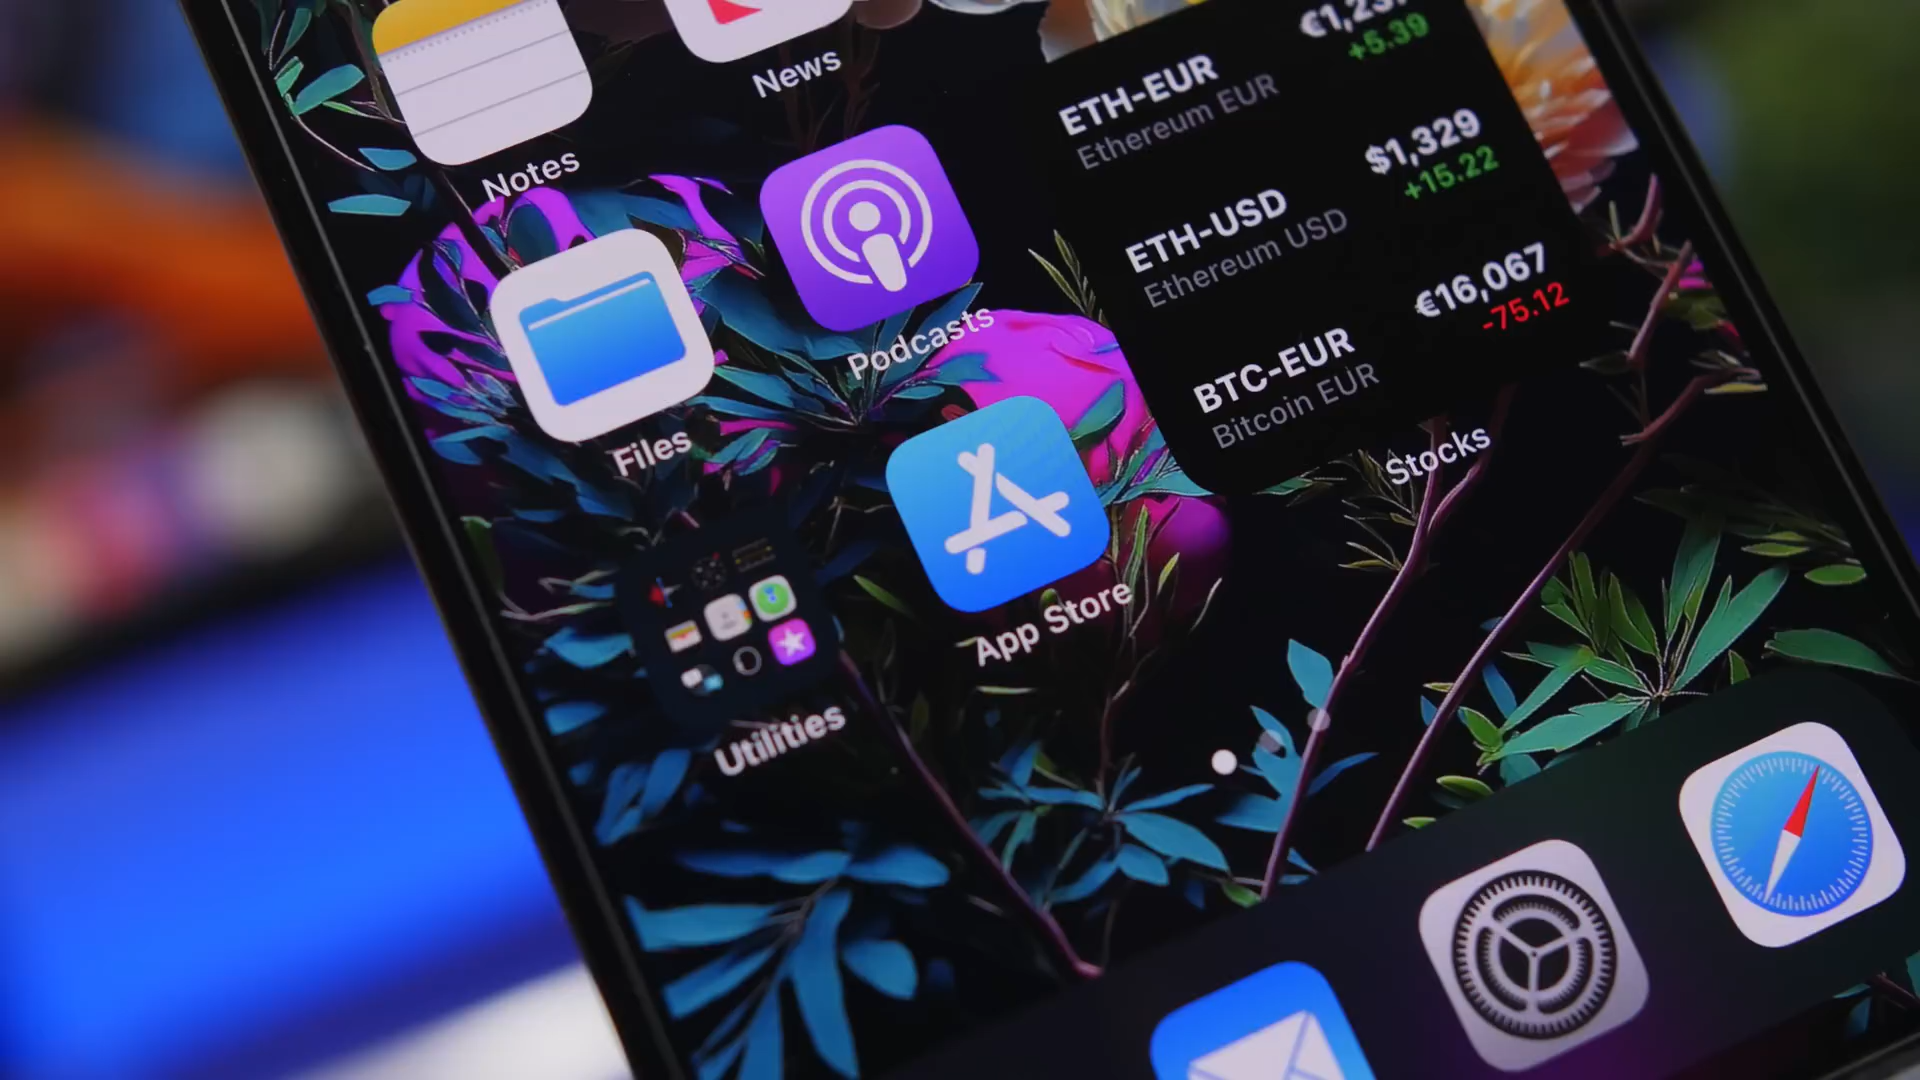 News
Notes
Podcasts
Files
App Store
Utilities
ETH-EUR
Ethereum EUR
+5.39
ETH-USD
Ethereum USD
$1,329
+15.22
BTC-EUR
Bitcoin EUR
€16,067
-75.12
Stocks